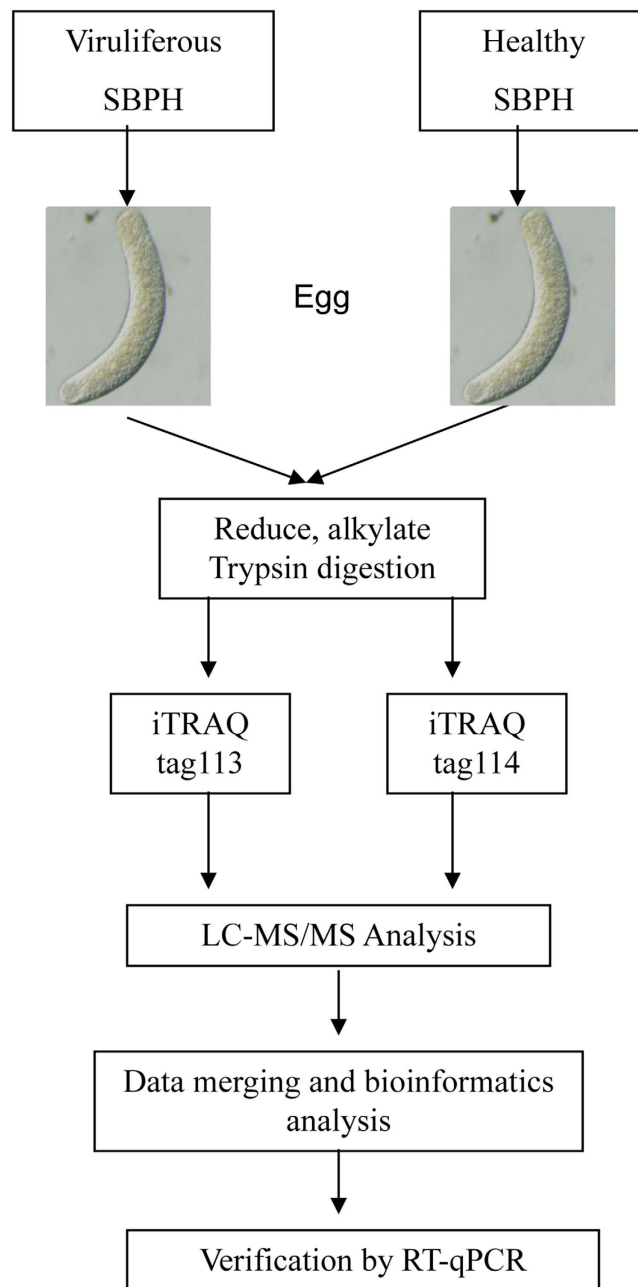 Viruliferous
SBPH
Healthy
SBPH
Egg
Reduce, alkylate
Trypsin digestion
iTRAQ
tag113
iTRAQ
tag114
LC-MS/MS Analysis
Data merging and bioinformatics
analysis
Verification by RT-qPCR